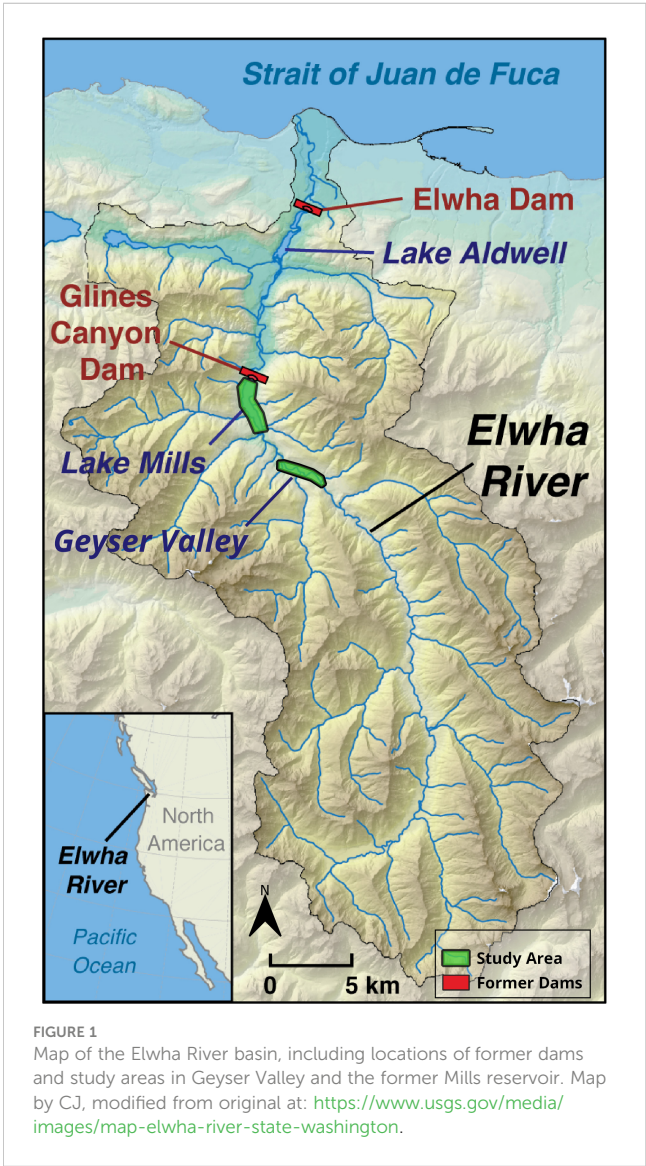 Strait of Juan de Fuca
Elwha Dam
Lake Aldwell
Glines
Canyon
Dam
Elwha
River
Lake Mills
Geyser Valley
North
America
Elwha
River
Pacific
Ocean
N
0 5 km
Study Area
Former Dams
FIGURE 1
Map of the Elwha River basin, including locations of former dams
and study areas in Geyser Valley and the former Mills reservoir. Map
by CJ, modified from original at: https://www.usgs.gov/media/
images/map-elwha-river-state-washington.